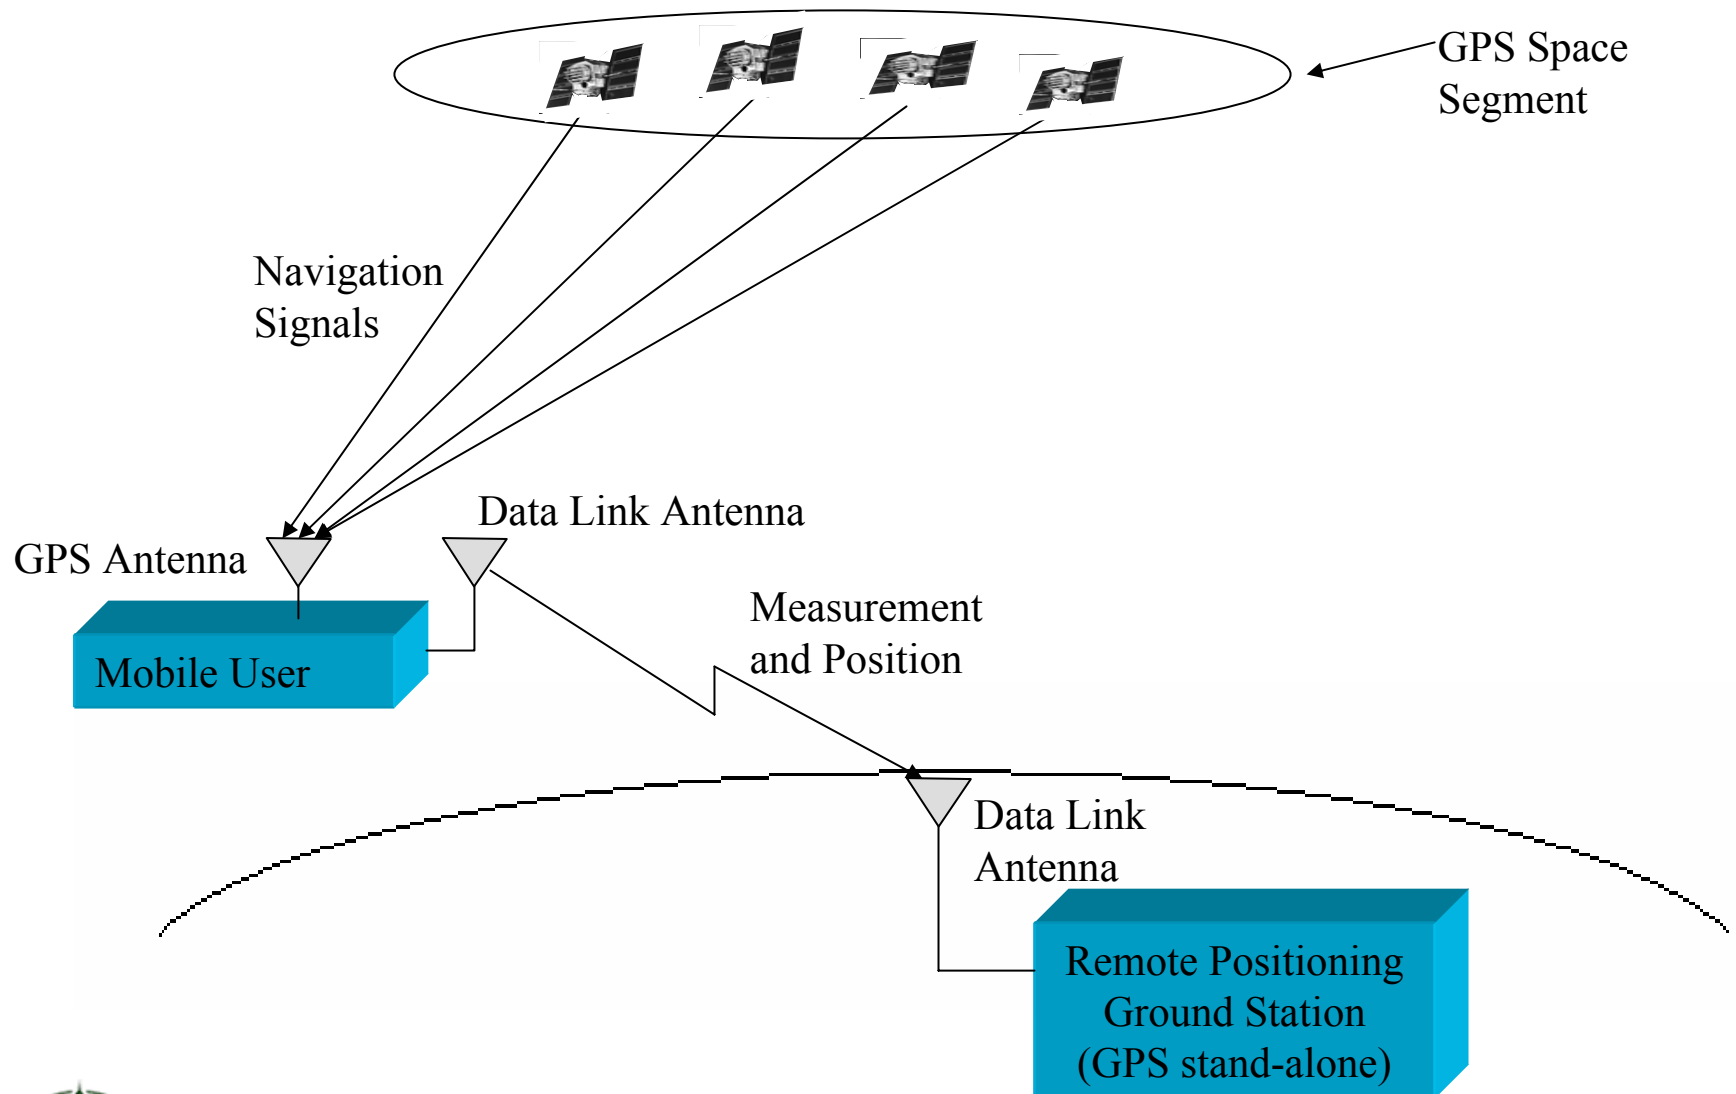 GPS Space
Segment
Navigation
Signals
Data Link Antenna
GPS Antenna
Measurement
and Position
Mobile User
Data Link
Antenna
Remote Positioning
Ground Station
(GPS stand-alone)